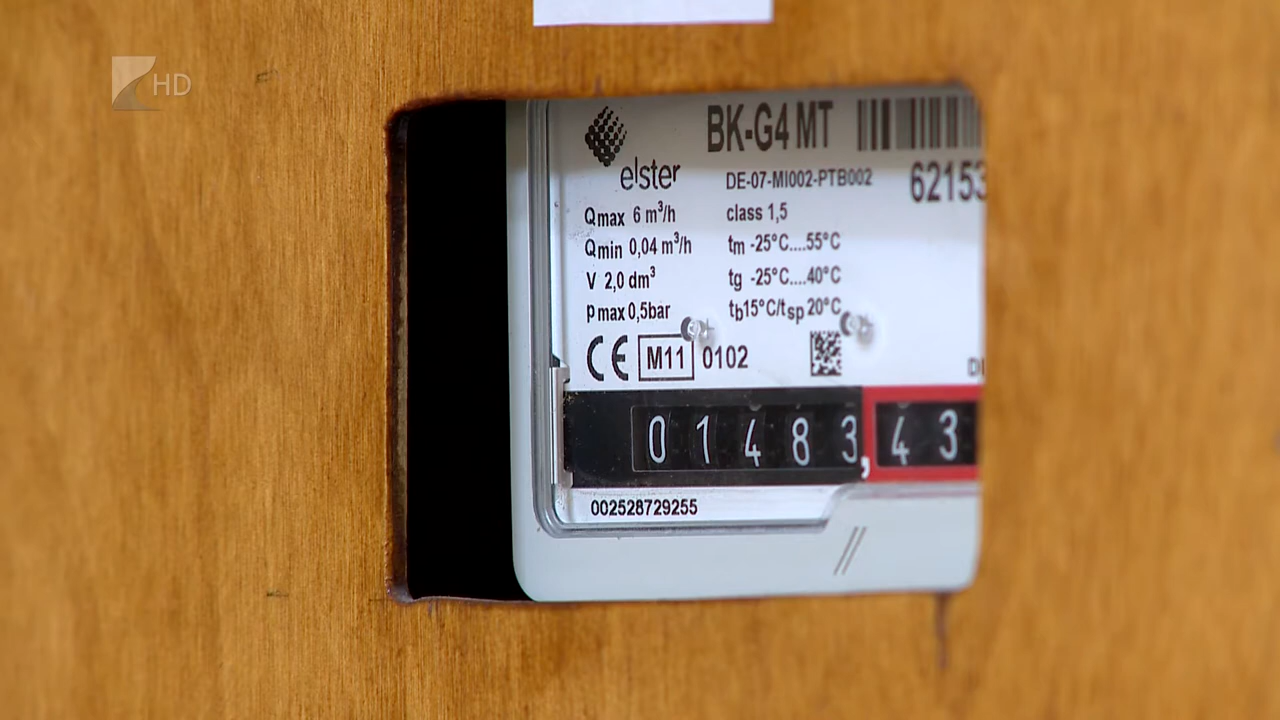 HD
BK-G4 MT
elster
DE-07-MI002-PTB002
62153
Qmax 6 m³/h
class 1,5
Qmin 0,04 m³/h
tm -25°C....55°C
V 2,0 dm³
tg -25°C....40°C
pmax 0,5bar
tb15°C/tsp 20°C
CE M11 0102
01483,43
002528729255